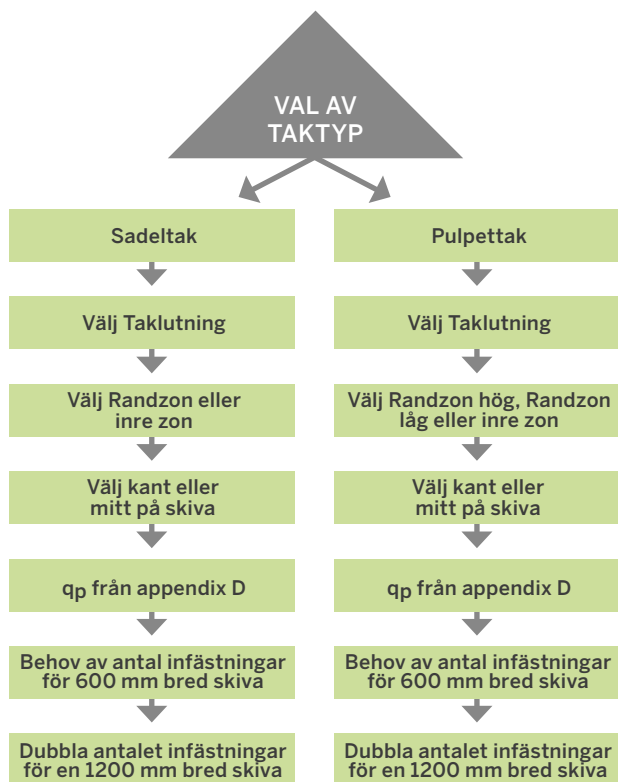 VAL AV
TAKTYP
Sadeltak
Välj Taklutning
Välj Randzon eller
inre zon
Välj kant eller
mitt på skiva
qp från appendix D
Behov av antal infästningar
för 600 mm bred skiva
Dubbla antalet infästningar
för en 1200 mm bred skiva
Pulpettak
Välj Taklutning
Välj Randzon hög, Randzon
låg eller inre zon
Välj kant eller
mitt på skiva
qp från appendix D
Behov av antal infästningar
för 600 mm bred skiva
Dubbla antalet infästningar
för en 1200 mm bred skiva